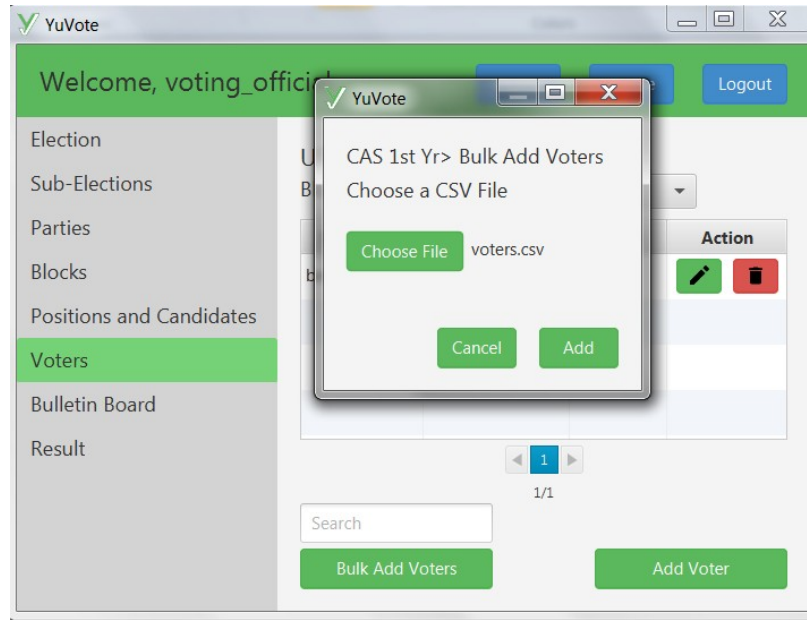 YuVote
Welcome, voting_offici
Logout
Election
Sub-Elections
Parties
Blocks
Positions and Candidates
Voters
Bulletin Board
Result
YuVote
CAS 1st Yr> Bulk Add Voters
Choose a CSV File
Choose File voters.csv
Cancel Add
Action
1
1/1
Search
Bulk Add Voters Add Voter